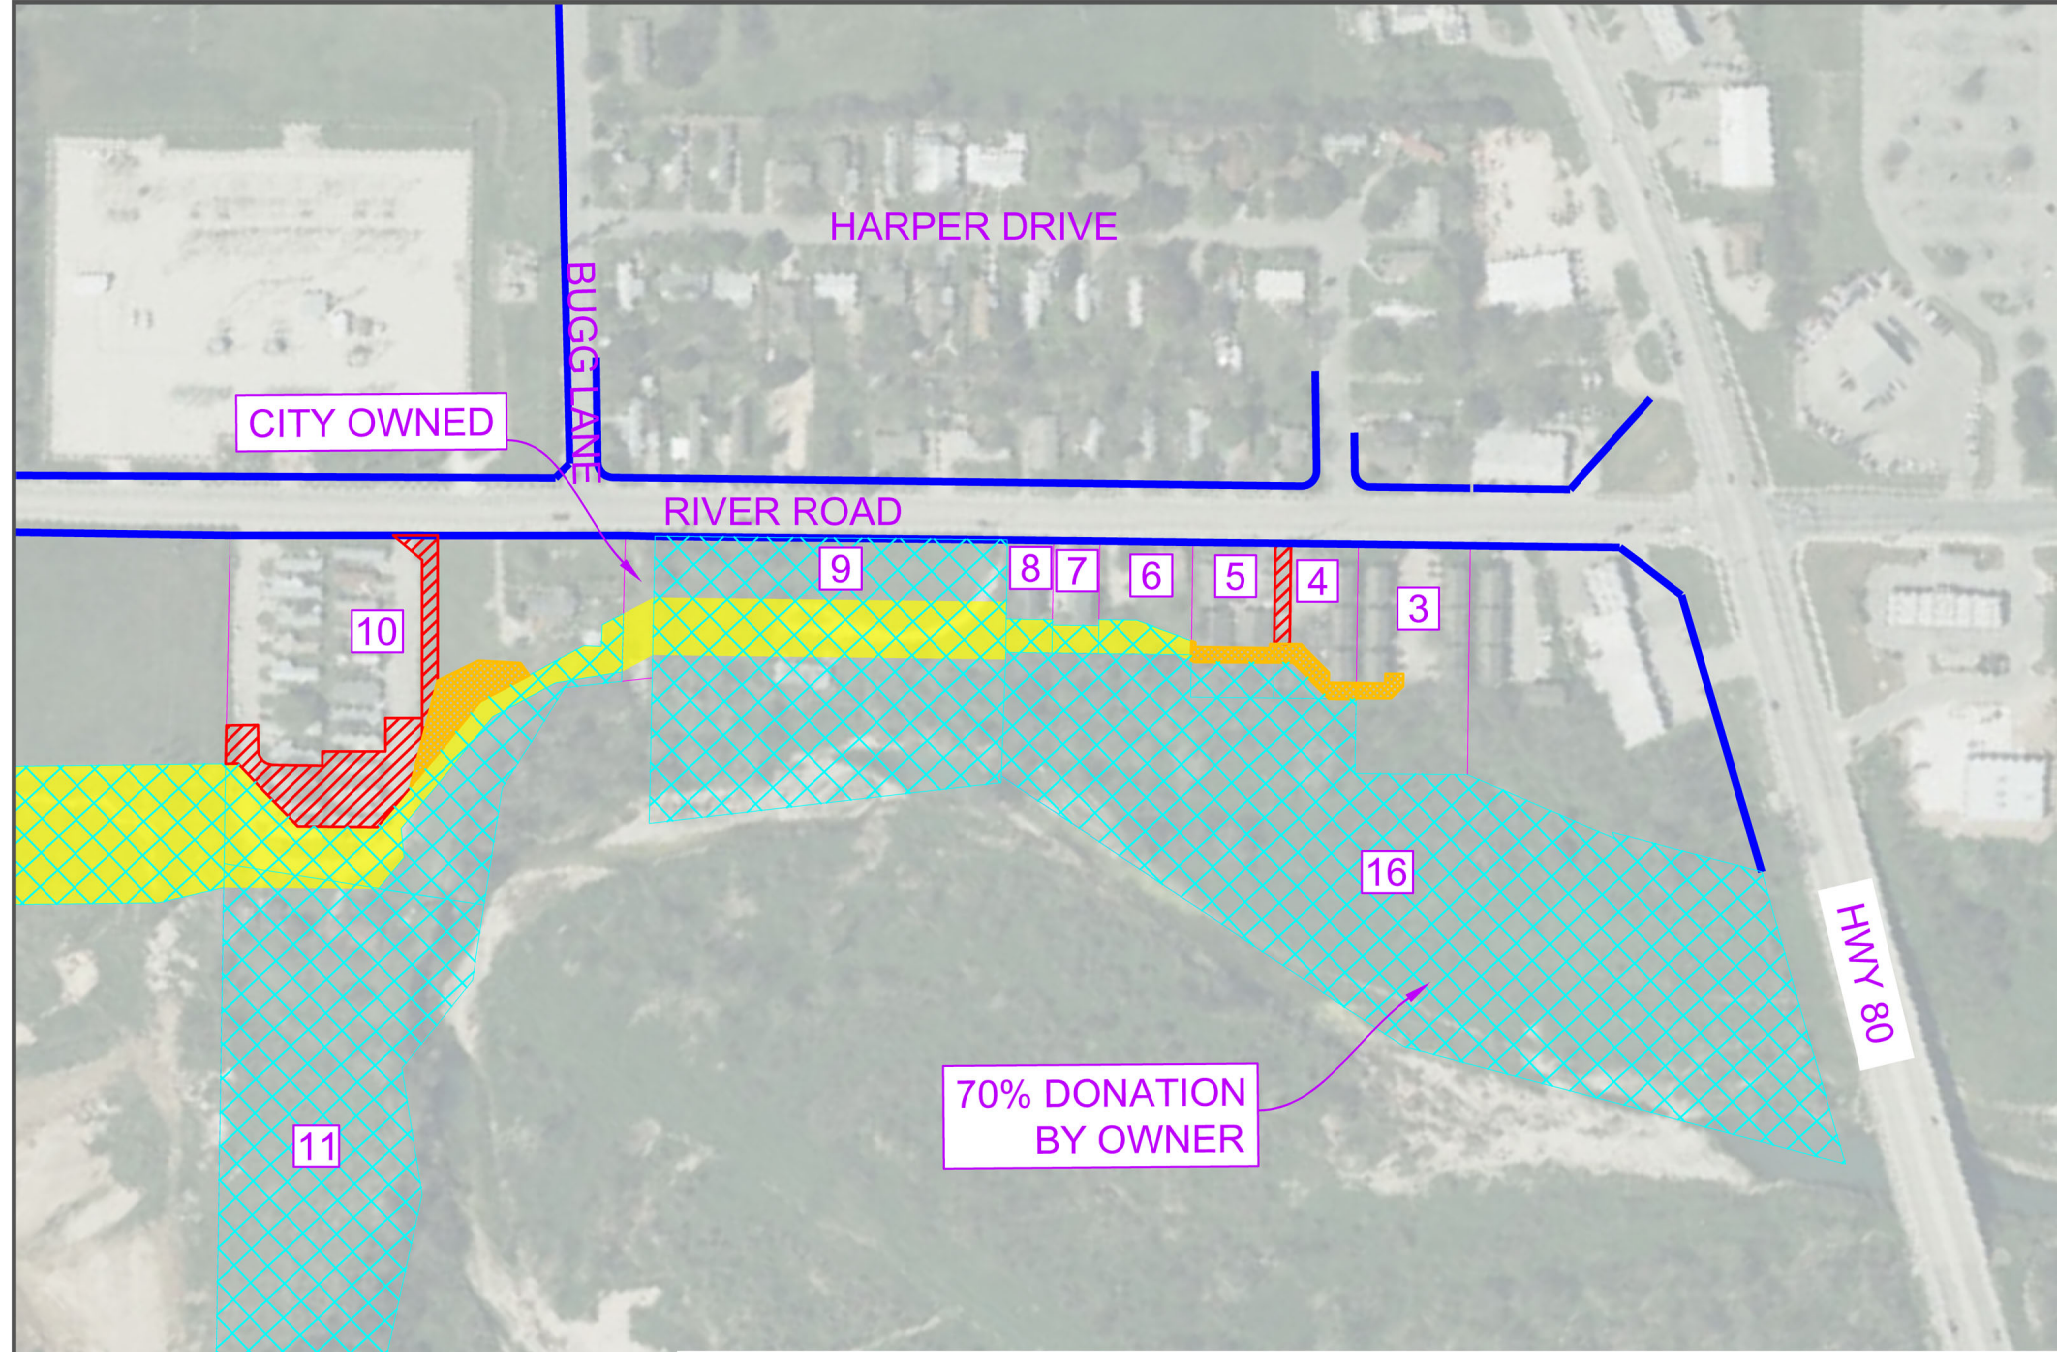 HARPER DRIVE
BUGG LANE
CITY OWNED
RIVER ROAD
9
8
7
6
5
4
3
10
16
HWY 80
70% DONATION
BY OWNER
11